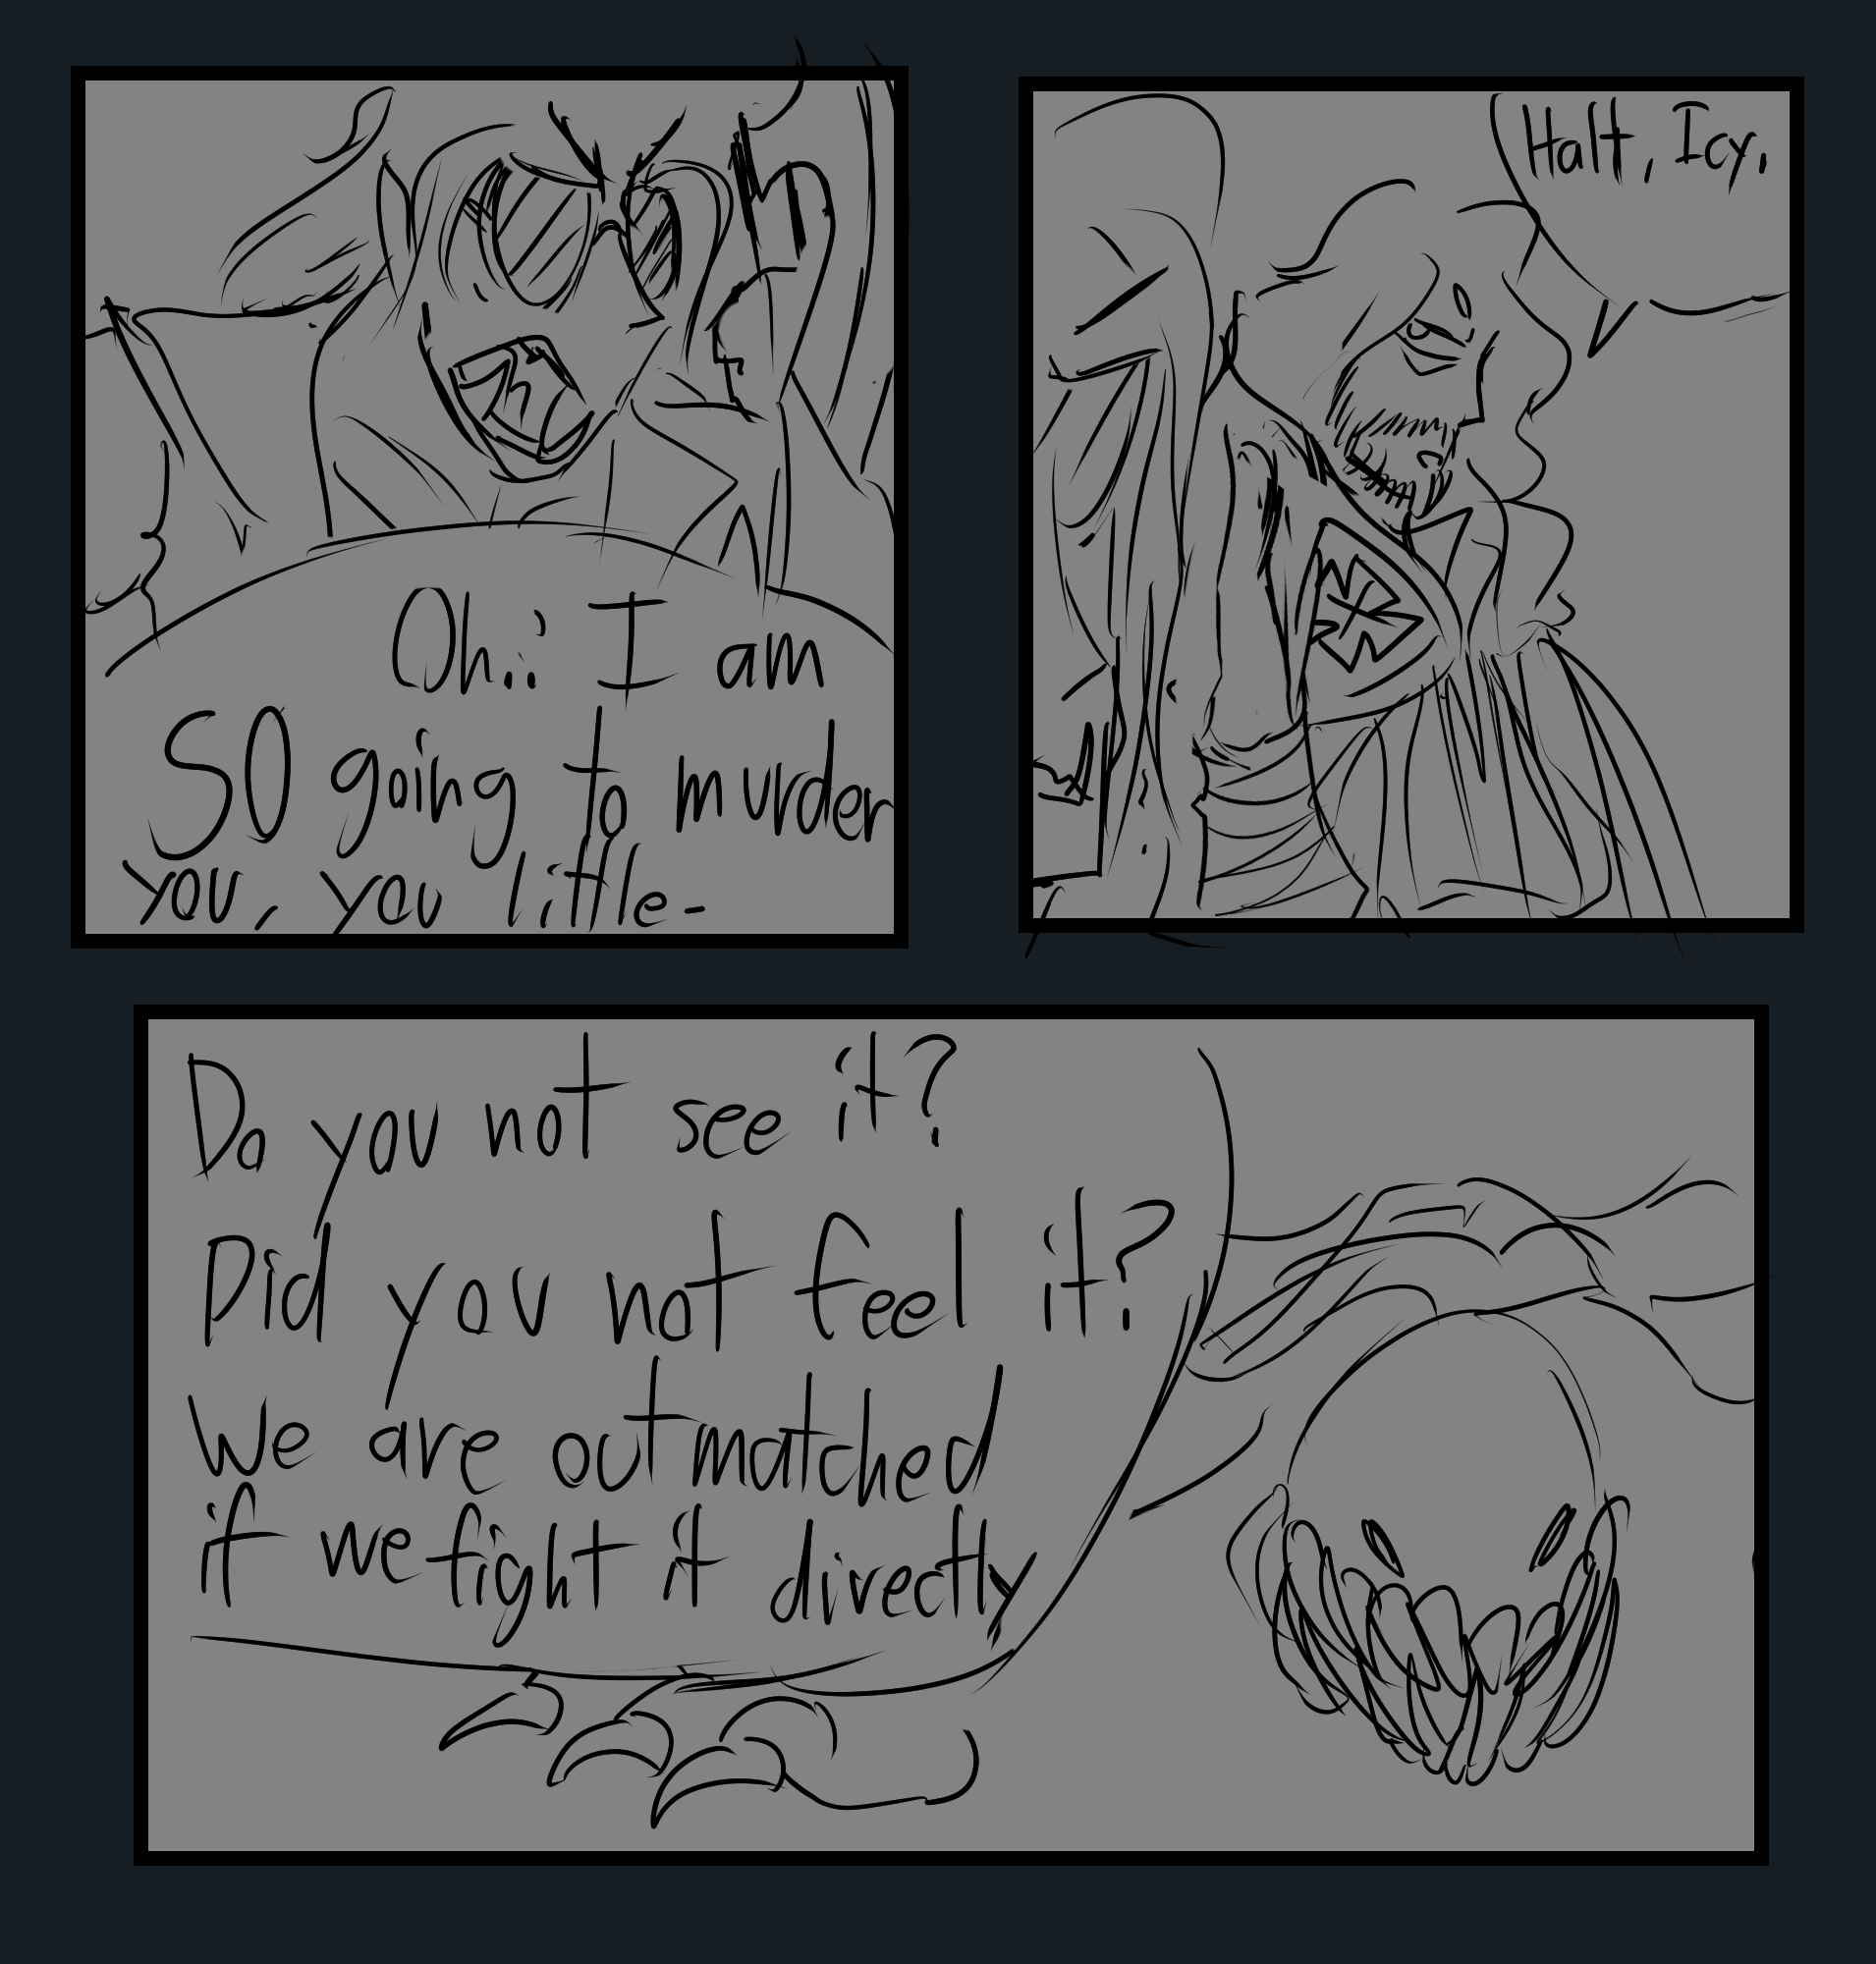 Oh.. I am
SO going to murder
you, you little-
Halt, Icy,
Do you not see it?
Did you not feel it?
We are outmatched
if we fight it directly